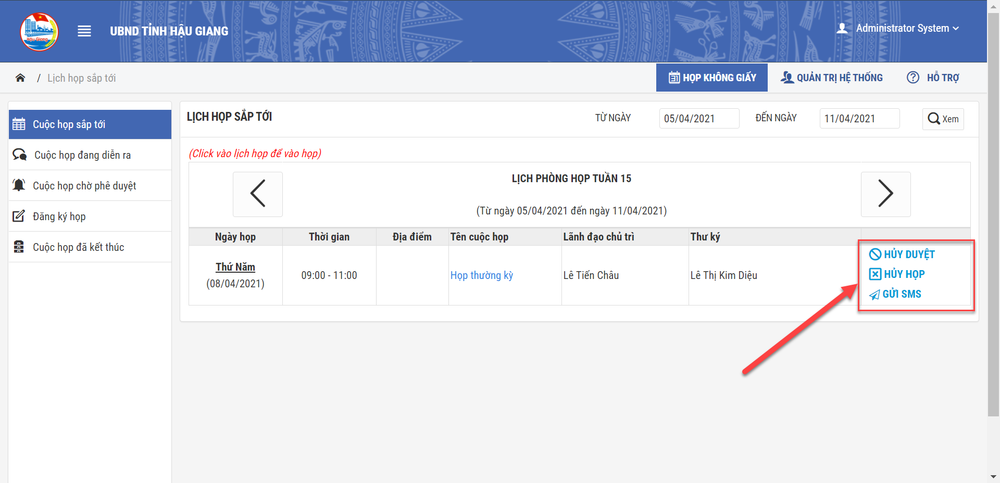 Hậu Giang
UBND TỈNH HẬU GIANG
Administrator System
/ Lịch họp sắp tới
31 HỌP KHÔNG GIẤY
QUẢN TRỊ HỆ THỐNG
? HỖ TRỢ
Cuộc họp sắp tới
Cuộc họp đang diễn ra
Cuộc họp chờ phê duyệt
Đăng ký họp
Cuộc họp đã kết thúc
LỊCH HỌP SẮP TỚI
TỪ NGÀY 05/04/2021 ĐẾN NGÀY 11/04/2021 Xem
(Click vào lịch họp để vào họp)
LỊCH PHÒNG HỌP TUẦN 15
(Từ ngày 05/04/2021 đến ngày 11/04/2021)
Ngày họp Thời gian Địa điểm Tên cuộc họp Lãnh đạo chủ trì Thư ký
Thứ Năm
(08/04/2021)
09:00 - 11:00
Họp thường kỳ
Lê Tiến Châu
Lê Thị Kim Diệu
HỦY DUYỆT
HỦY HỌP
GỬI SMS